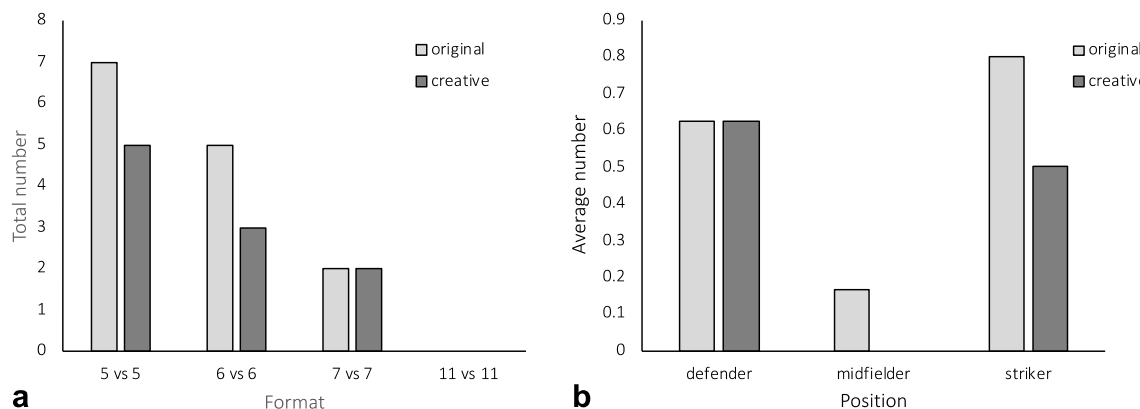 8
7
6
5
4
3
2
1
0
Total number
original
creative
5 vs 5
6 vs 6
7 vs 7
11 vs 11
Format
a
0.9
0.8
0.7
0.6
0.5
0.4
0.3
0.2
0.1
0
Average number
original
creative
defender
midfielder
striker
Position
b